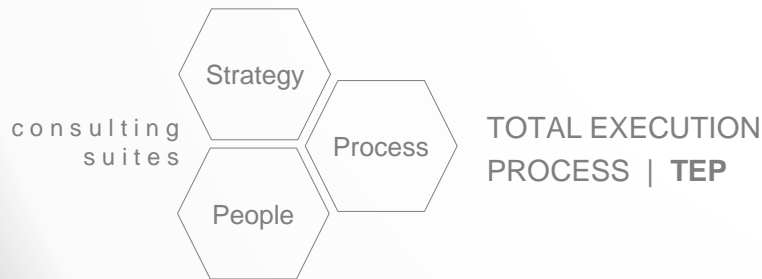 consulting
suites
Strategy
Process
People
TOTAL EXECUTION
PROCESS | TEP